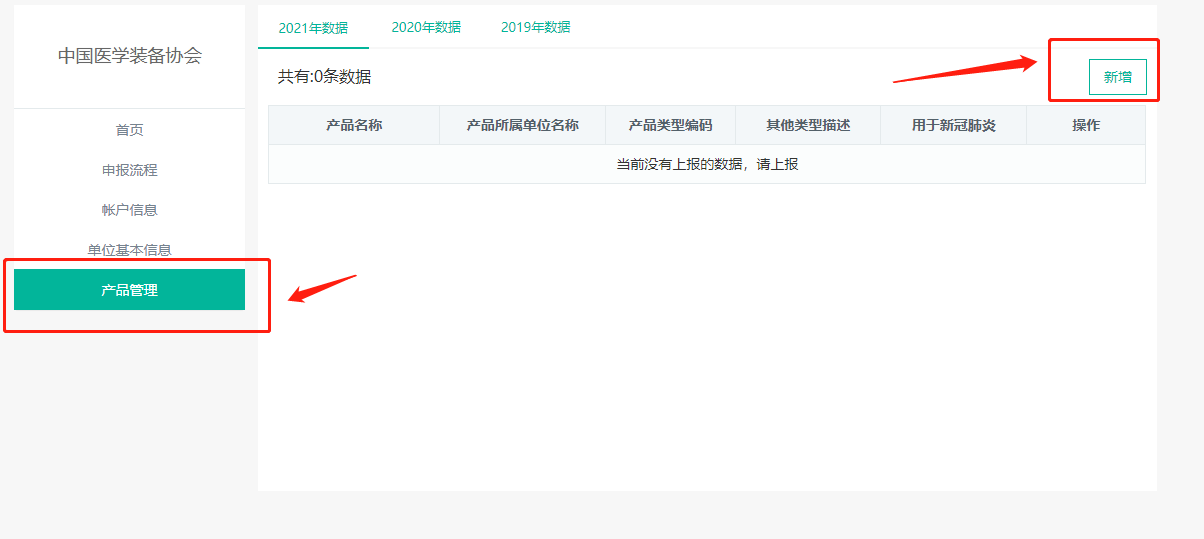 中国医学装备协会
首页
申报流程
帐户信息
单位基本信息
产品管理
2021年数据 2020年数据 2019年数据
共有:0条数据
新增
产品名称 产品所属单位名称 产品类型编码 其他类型描述 用于新冠肺炎 操作
当前没有上报的数据，请上报